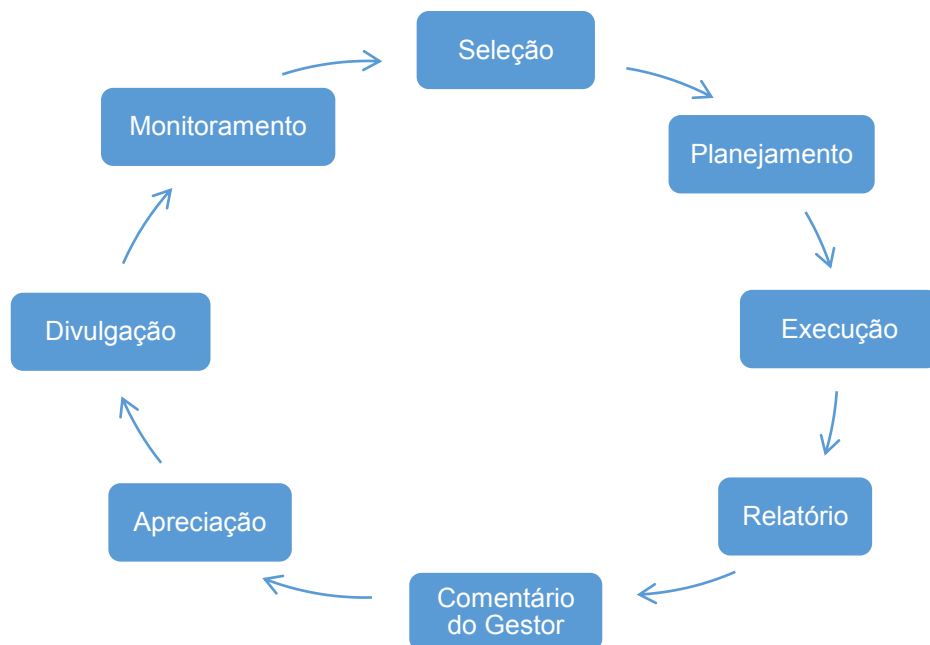 Seleção
Planejamento
Execução
Relatório
Comentário
do Gestor
Apreciação
Divulgação
Monitoramento